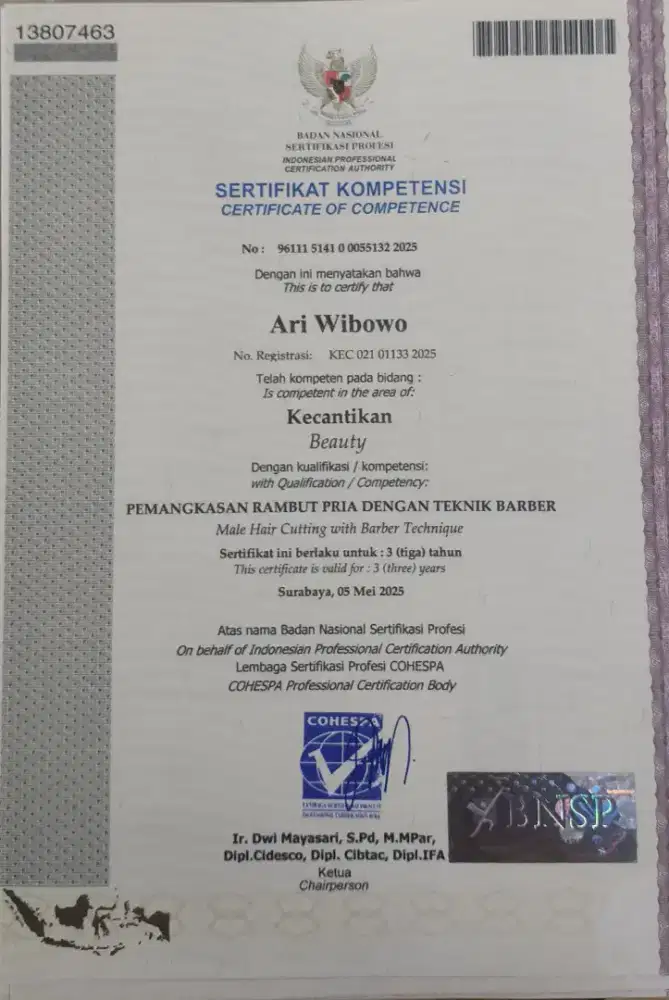 13807463
BADAN NASIONAL
SERTIFIKASI PROFESI
INDONESIAN PROFESSIONAL
CERTIFICATION AUTHORITY
SERTIFIKAT KOMPETENSI
CERTIFICATE OF COMPETENCE
No : 96111 5141 0 0055132 2025
Dengan ini menyatakan bahwa
This is to certify that
Ari Wibowo
No. Registrasi: KEC 021 01133 2025
Telah kompeten pada bidang :
Is competent in the area of:
Kecantikan
Beauty
Dengan kualifikasi / kompetensi:
with Qualification / Competency:
PEMANGKASAN RAMBUT PRIA DENGAN TEKNIK BARBER
Male Hair Cutting with Barber Technique
Sertifikat ini berlaku untuk : 3 (tiga) tahun
This certificate is valid for : 3 (three) years
Surabaya, 05 Mei 2025
Atas nama Badan Nasional Sertifikasi Profesi
On behalf of Indonesian Professional Certification Authority
Lembaga Sertifikasi Profesi COHESPA
COHESPA Professional Certification Body
COHESPA
BNSP
Ir. Dwi Mayasari, S.Pd, M.MPar,
Dipl.Cidesco, Dipl. Cibtac, Dipl.IFA
Ketua
Chairperson